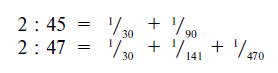 2 : 45 = 1/30 + 1/90
2 : 47 = 1/30 + 1/141 + 1/470